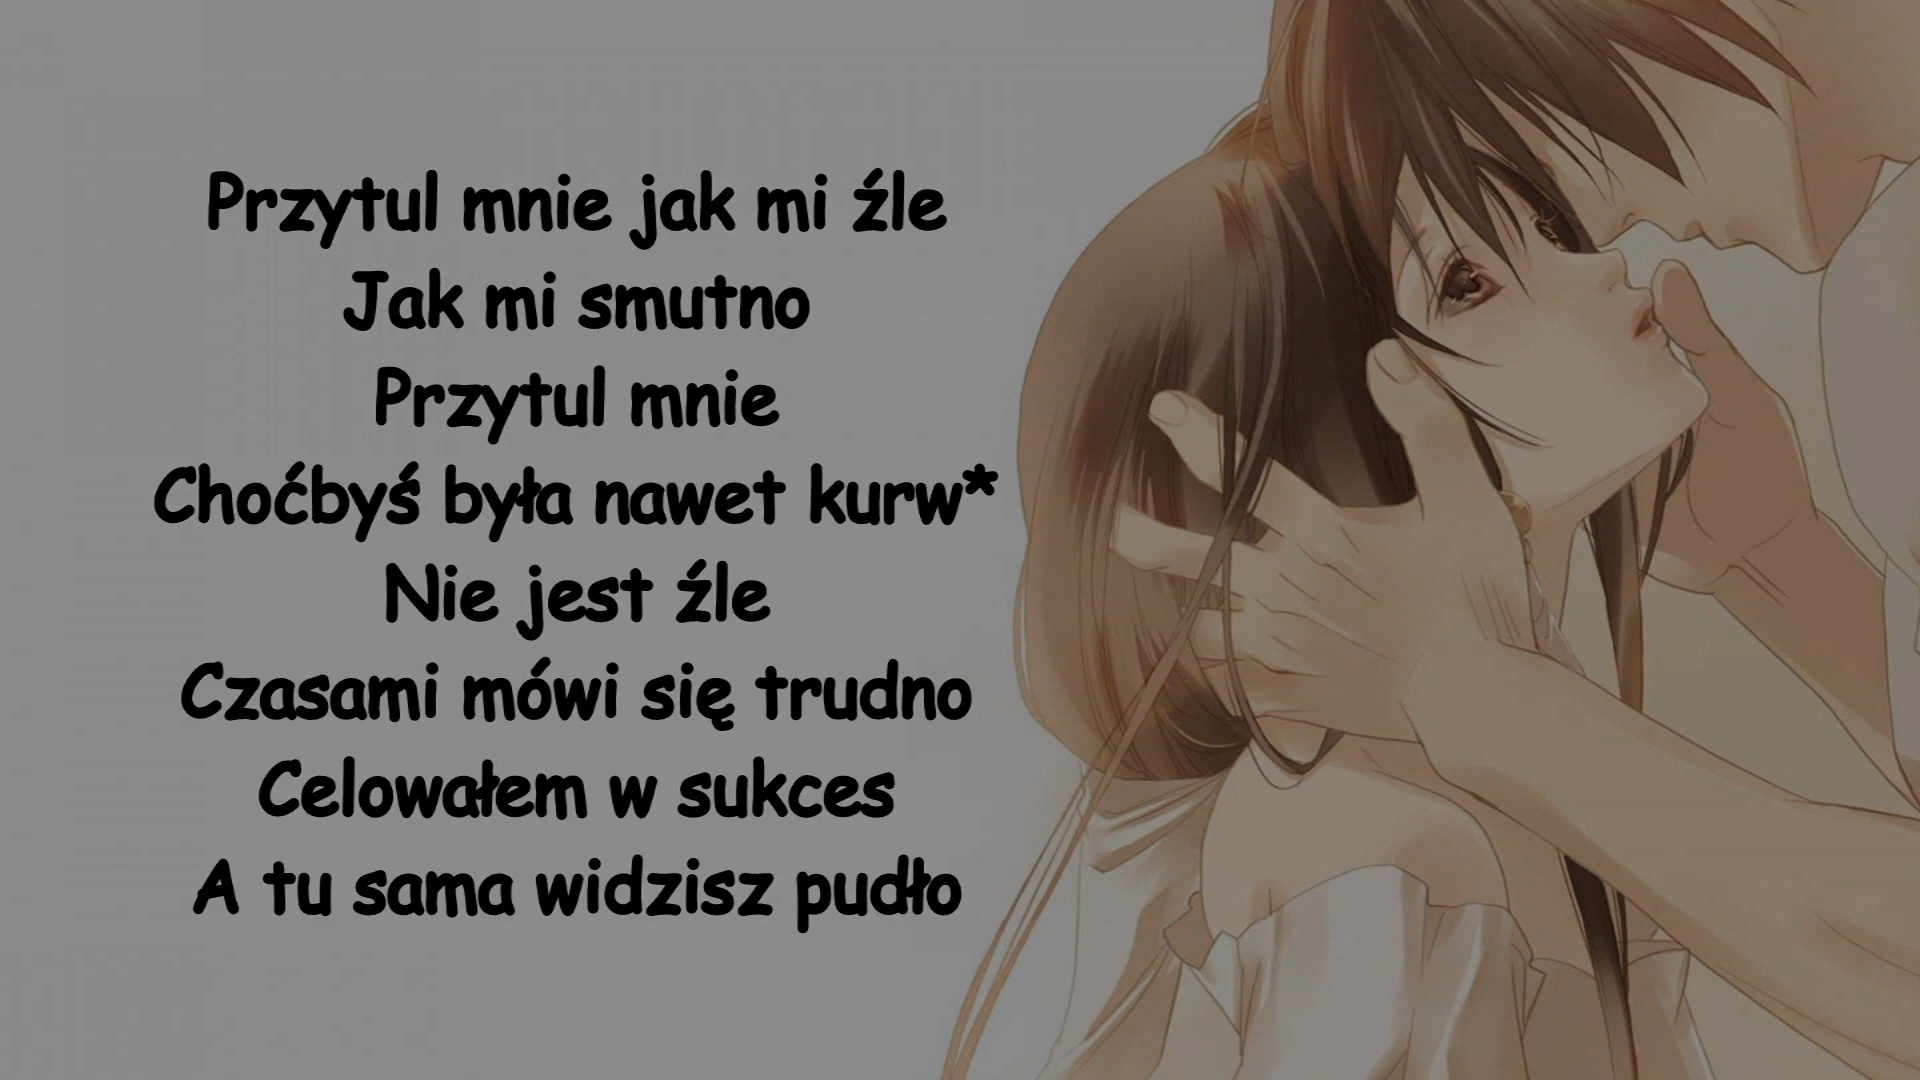 Przytul mnie jak mi źle
Jak mi smutno
Przytul mnie
Choćbyś była nawet kurw*
Nie jest źle
Czasami mówi się trudno
Celowałem w sukces
A tu sama widzisz pudło